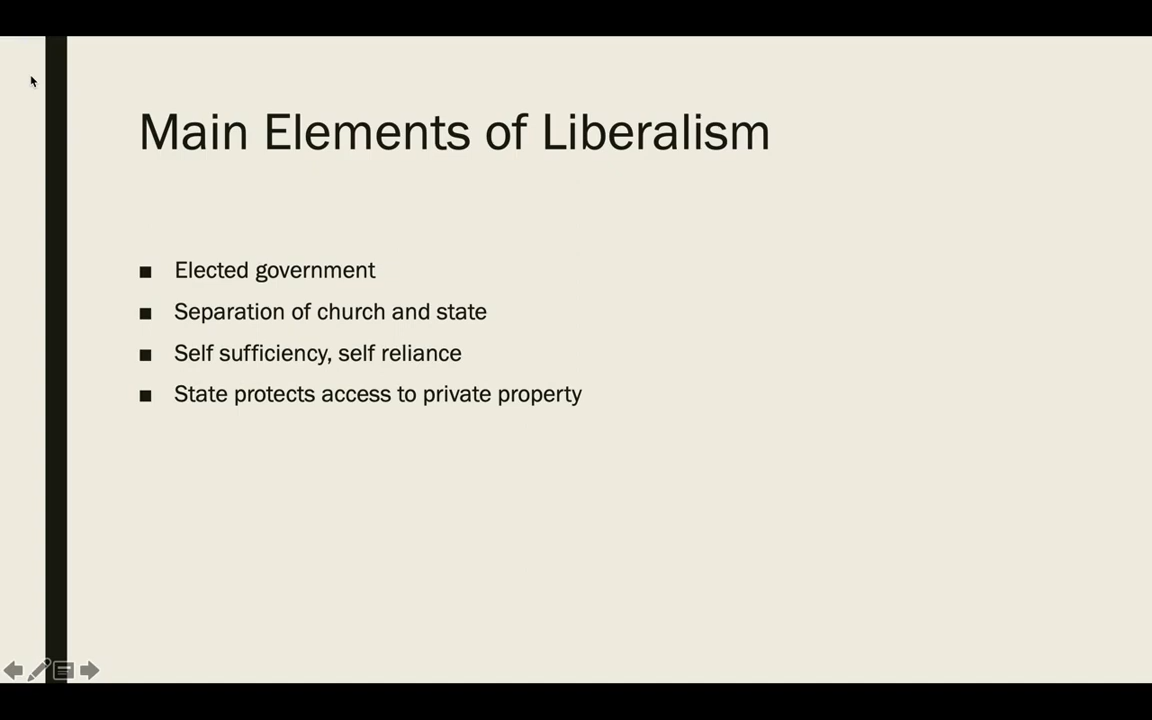 Main Elements of Liberalism
■ Elected government
■ Separation of church and state
■ Self sufficiency, self reliance
■ State protects access to private property